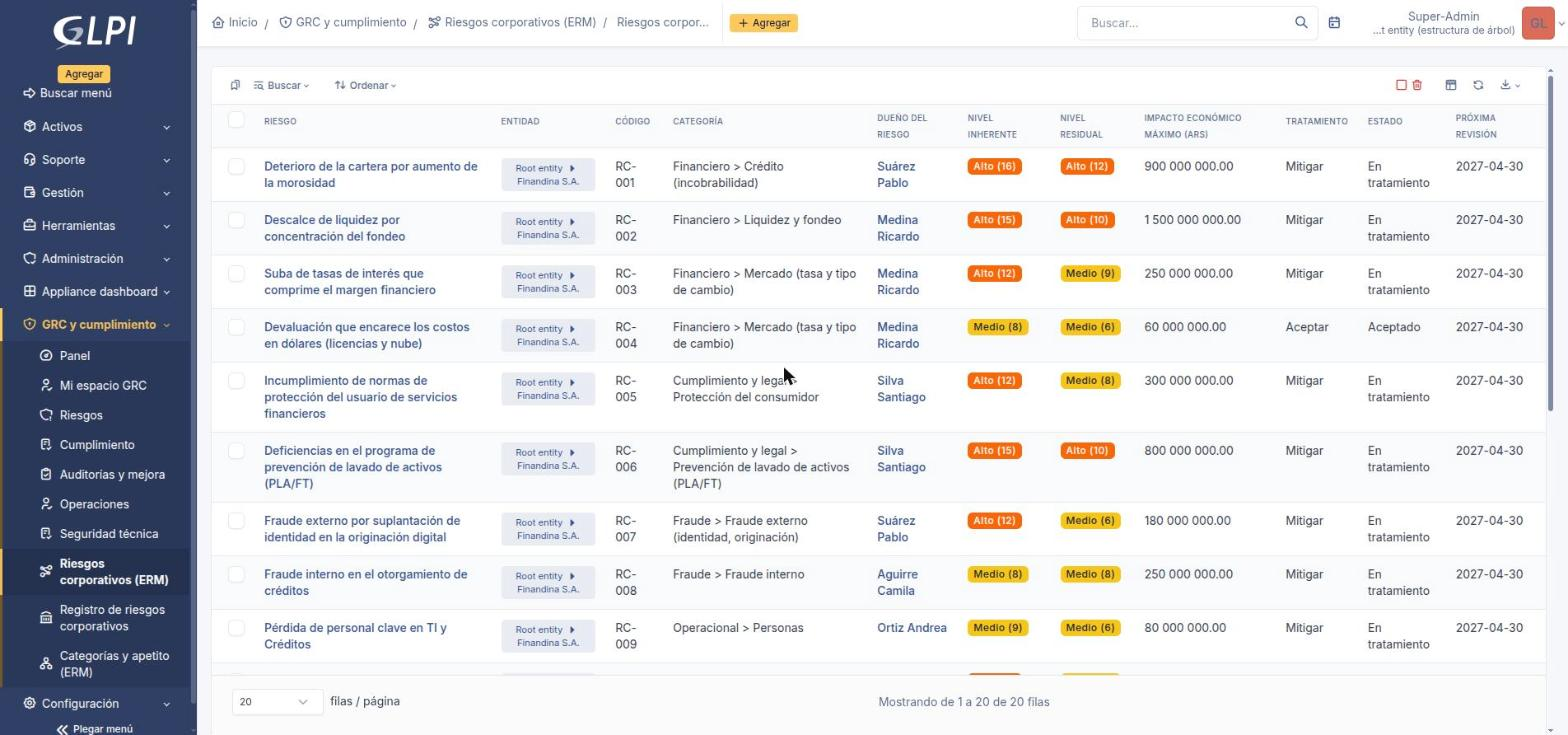 GLPI
Agregar
Buscar menú
Activos
Soporte
Gestión
Herramientas
Administración
Appliance dashboard
GRC y cumplimiento
Panel
Mi espacio GRC
Riesgos
Cumplimiento
Auditorías y mejora
Operaciones
Seguridad técnica
Riesgos
corporativos (ERM)
Registro de riesgos
corporativos
Categorías y apetito
(ERM)
Configuración
Plegar menú
Inicio / GRC y cumplimiento / Riesgos corporativos (ERM) / Riesgos corpor... + Agregar
Buscar...
Super-Admin
...t entity (estructura de árbol)
GL
Buscar Ordenar
RIESGO ENTIDAD CÓDIGO CATEGORÍA DUEÑO DEL RIESGO NIVEL INHERENTE NIVEL RESIDUAL IMPACTO ECONÓMICO MÁXIMO (ARS) TRATAMIENTO ESTADO PRÓXIMA REVISIÓN
Deterioro de la cartera por aumento de la morosidad Root entity Finandina S.A. RC-001 Financiero > Crédito (incobrabilidad) Suárez Pablo Alto (16) Alto (12) 900 000 000.00 Mitigar En tratamiento 2027-04-30
Descalce de liquidez por concentración del fondeo Root entity Finandina S.A. RC-002 Financiero > Liquidez y fondeo Medina Ricardo Alto (15) Alto (10) 1 500 000 000.00 Mitigar En tratamiento 2027-04-30
Suba de tasas de interés que comprime el margen financiero Root entity Finandina S.A. RC-003 Financiero > Mercado (tasa y tipo de cambio) Medina Ricardo Alto (12) Medio (9) 250 000 000.00 Mitigar En tratamiento 2027-04-30
Devaluación que encarece los costos en dólares (licencias y nube) Root entity Finandina S.A. RC-004 Financiero > Mercado (tasa y tipo de cambio) Medina Ricardo Medio (8) Medio (6) 60 000 000.00 Aceptar Aceptado 2027-04-30
Incumplimiento de normas de protección del usuario de servicios financieros Root entity Finandina S.A. RC-005 Cumplimiento y legal > Protección del consumidor Silva Santiago Alto (12) Medio (8) 300 000 000.00 Mitigar En tratamiento 2027-04-30
Deficiencias en el programa de prevención de lavado de activos (PLA/FT) Root entity Finandina S.A. RC-006 Cumplimiento y legal > Prevención de lavado de activos (PLA/FT) Silva Santiago Alto (15) Alto (10) 800 000 000.00 Mitigar En tratamiento 2027-04-30
Fraude externo por suplantación de identidad en la originación digital Root entity Finandina S.A. RC-007 Fraude > Fraude externo (identidad, originación) Suárez Pablo Alto (12) Medio (6) 180 000 000.00 Mitigar En tratamiento 2027-04-30
Fraude interno en el otorgamiento de créditos Root entity Finandina S.A. RC-008 Fraude > Fraude interno Aguirre Camila Medio (8) Medio (8) 250 000 000.00 Mitigar En tratamiento 2027-04-30
Pérdida de personal clave en TI y Créditos Root entity Finandina S.A. RC-009 Operacional > Personas Ortiz Andrea Medio (9) Medio (6) 80 000 000.00 Mitigar En tratamiento 2027-04-30
20 filas / página
Mostrando de 1 a 20 de 20 filas